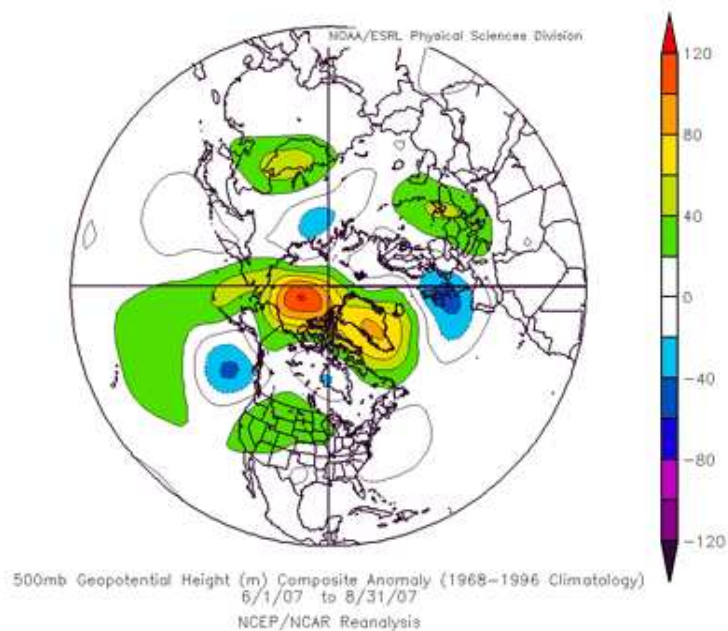 NOAA/ESRL Physical Sciences Division
120
80
40
0
−40
−80
−120
500mb Geopotential Height (m) Composite Anomaly (1968−1996 Climatology)
6/1/07 to 8/31/07
NCEP/NCAR Reanalysis